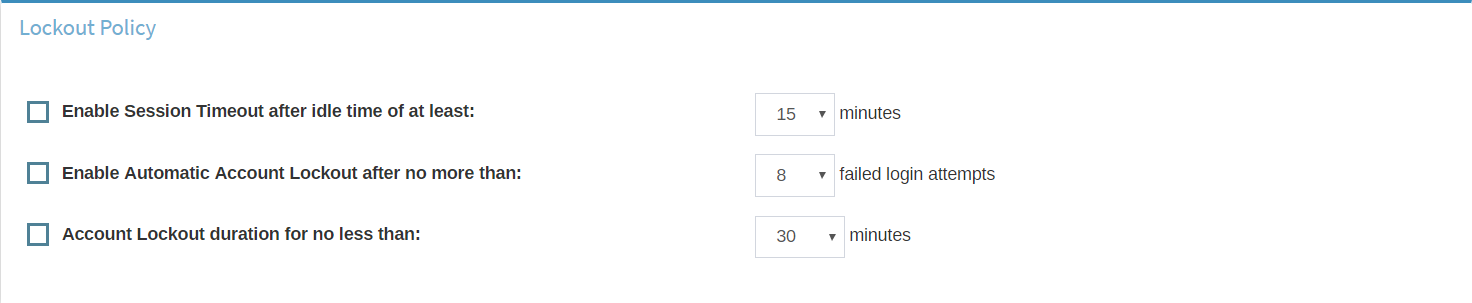 Lockout Policy
Enable Session Timeout after idle time of at least: 15 minutes
Enable Automatic Account Lockout after no more than: 8 failed login attempts
Account Lockout duration for no less than: 30 minutes